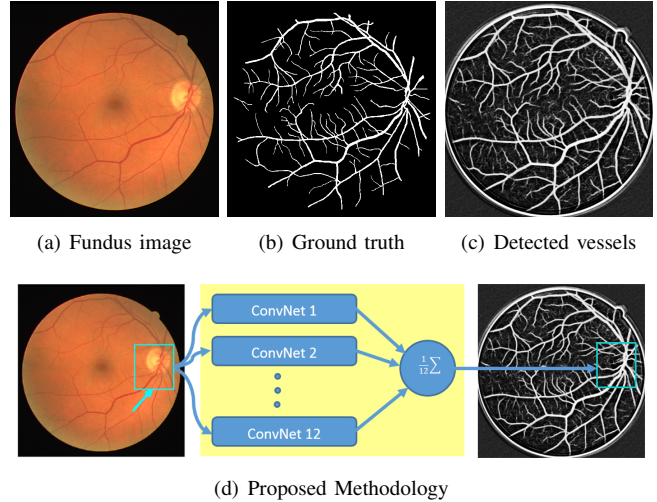 (a) Fundus image
(b) Ground truth
(c) Detected vessels
ConvNet 1
ConvNet 2
ConvNet 12
1/12 ∑
(d) Proposed Methodology